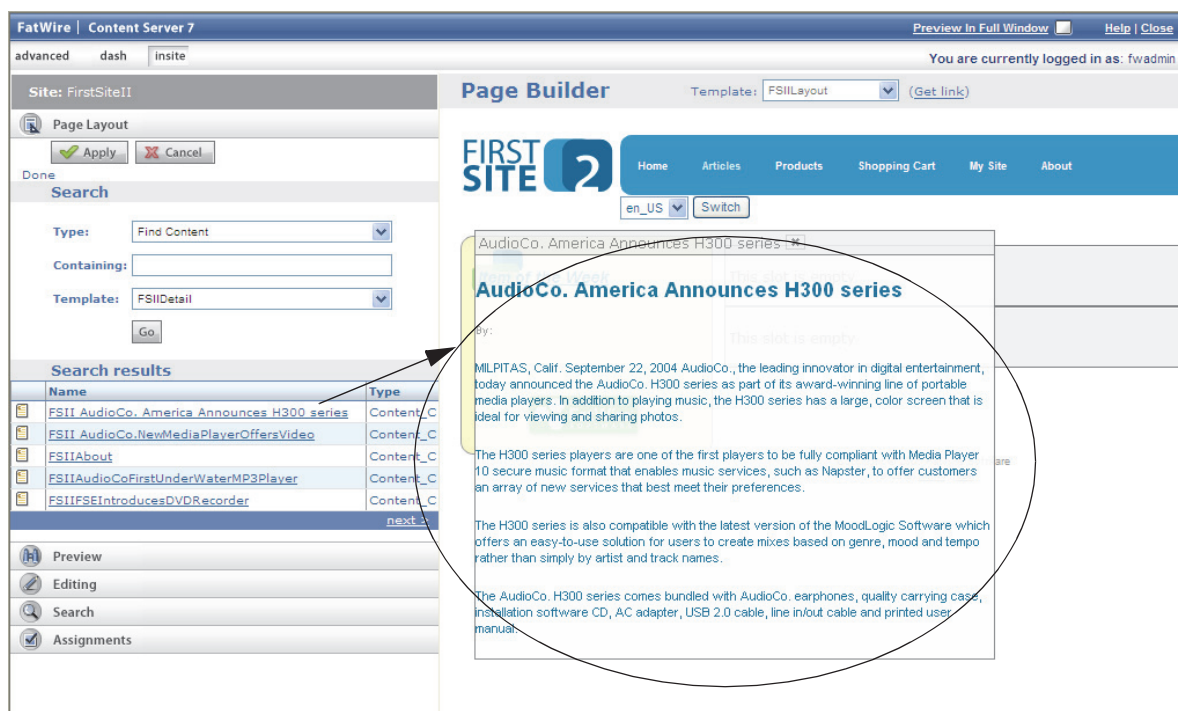 FatWire | Content Server 7
Preview In Full Window
Help | Close
advanced dash insite
You are currently logged in as: fwadmin
Site: FirstSiteII
Page Layout
Apply Cancel
Done
Search
Type: Find Content
Containing:
Template: FSIIDetail
Go
Search results
Name Type
FSII AudioCo. America Announces H300 series Content_C
FSII AudioCo.NewMediaPlayerOffersVideo Content_C
FSIIAbout Content_C
FSIIAudioCoFirstUnderWaterMP3Player Content_C
FSIIFSEIntroducesDVDRecorder Content_C
next >
Preview
Editing
Search
Assignments
Page Builder
Template: FSIILayout (Get link)
FIRST
SITE 2
Home Articles Products Shopping Cart My Site About
en_US Switch
AudioCo. America Announces H300 series
Item of the Week
This slot is empty.
AudioCo. America Announces H300 series
By:
This slot is empty.
MILPITAS, Calif. September 22, 2004 AudioCo., the leading innovator in digital entertainment,
today announced the AudioCo. H300 series as part of its award-winning line of portable
media players. In addition to playing music, the H300 series has a large, color screen that is
ideal for viewing and sharing photos.
The H300 series players are one of the first players to be fully compliant with Media Player
10 secure music format that enables music services, such as Napster, to offer customers
an array of new services that best meet their preferences.
The H300 series is also compatible with the latest version of the MoodLogic Software which
offers an easy-to-use solution for users to create mixes based on genre, mood and tempo
rather than simply by artist and track names.
The AudioCo. H300 series comes bundled with AudioCo. earphones, quality carrying case,
installation software CD, AC adapter, USB 2.0 cable, line in/out cable and printed user
manual.